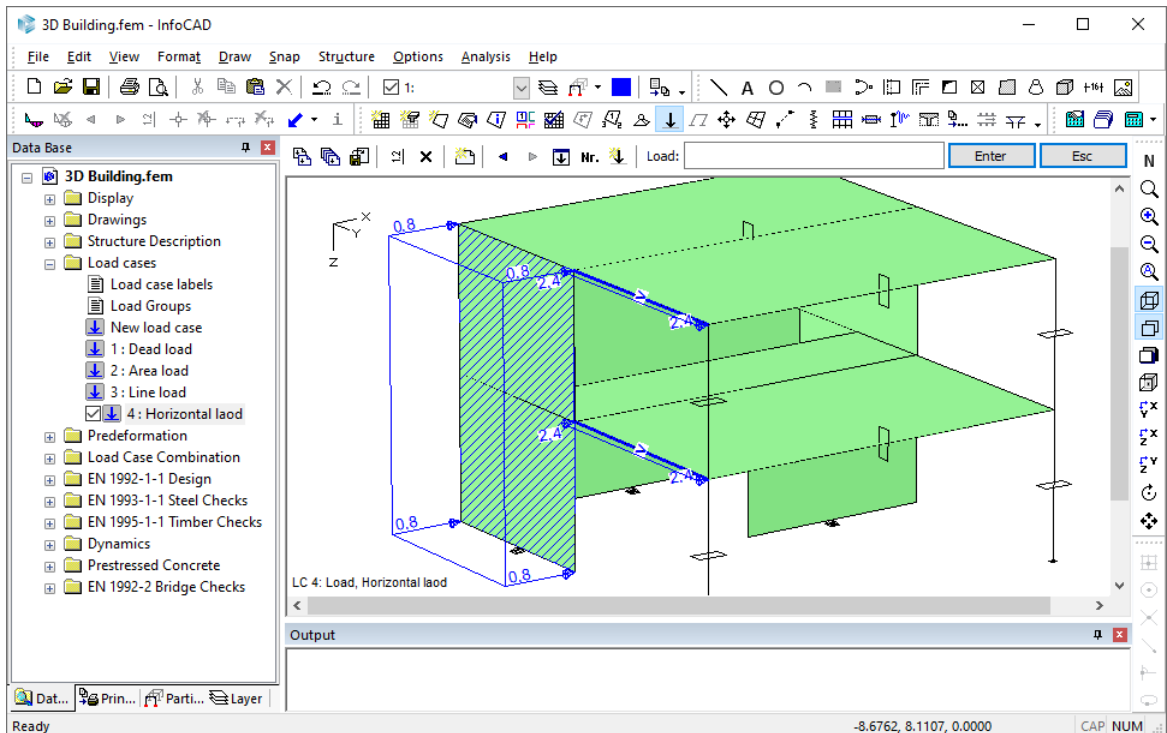 3D Building.fem - InfoCAD
File Edit View Format Draw Snap Structure Options Analysis Help
1:
Data Base
Nr. Load: Enter Esc
3D Building.fem
Display
Drawings
Structure Description
Load cases
Load case labels
Load Groups
New load case
1 : Dead load
2 : Area load
3 : Line load
4 : Horizontal laod
Predeformation
Load Case Combination
EN 1992-1-1 Design
EN 1993-1-1 Steel Checks
EN 1995-1-1 Timber Checks
Dynamics
Prestressed Concrete
EN 1992-2 Bridge Checks
Dat... Prin... Parti... Layer
X
Y
Z
0.8
0.8
2.4
2.4
2.4
2.4
0.8
0.8
LC 4: Load, Horizontal laod
N
Output
Ready -8.6762, 8.1107, 0.0000 CAP NUM